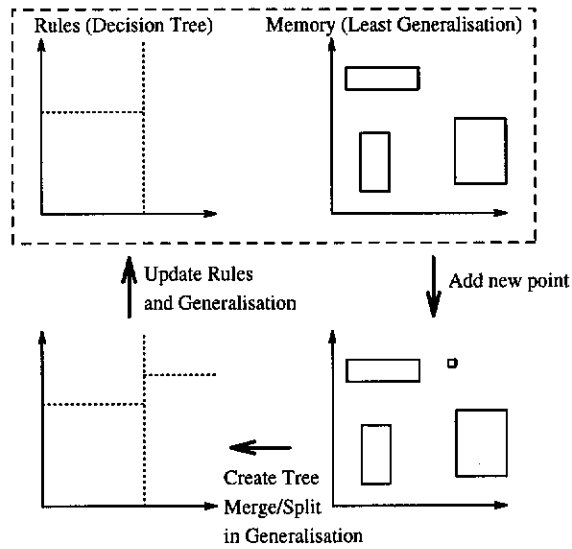 Rules (Decision Tree)
Memory (Least Generalisation)
Update Rules
and Generalisation
Add new point
Create Tree
Merge/Split
in Generalisation